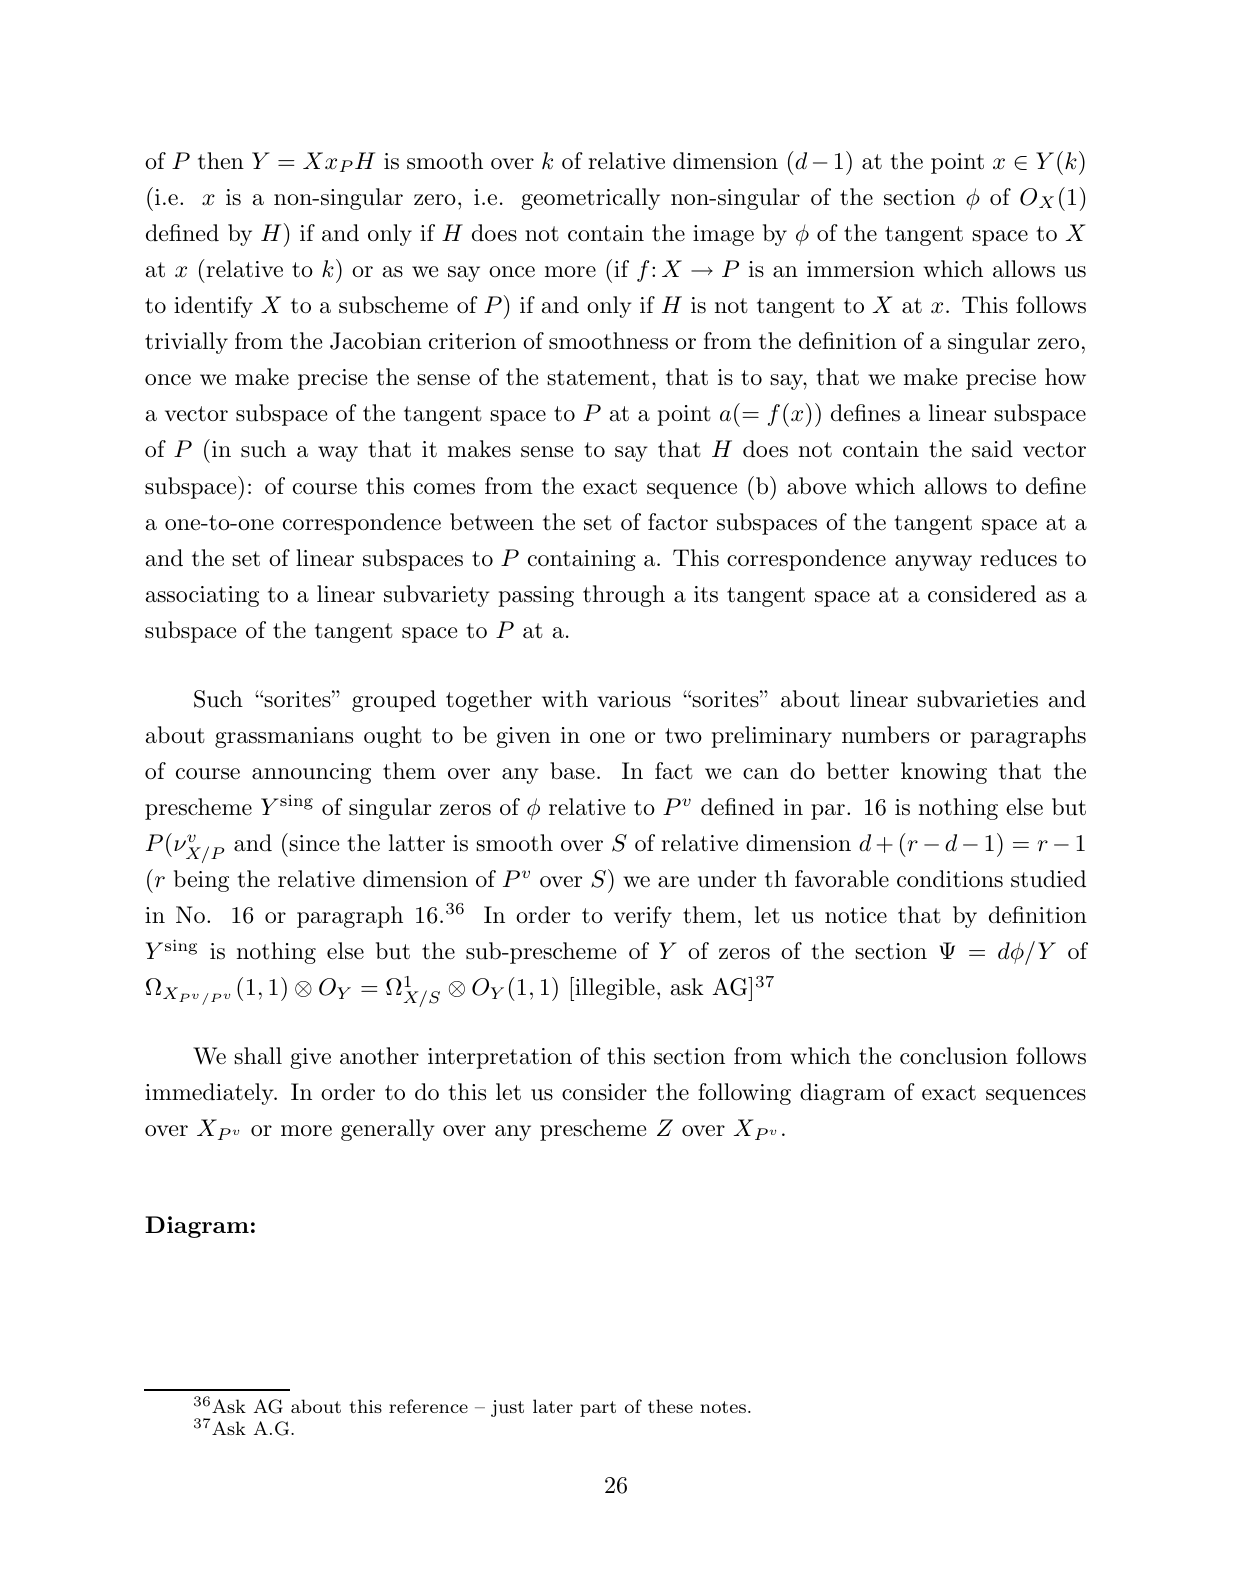 of P then Y = Xx_P H is smooth over k of relative dimension (d − 1) at the point x ∈ Y(k)
(i.e. x is a non-singular zero, i.e. geometrically non-singular of the section ϕ of O_X(1)
defined by H) if and only if H does not contain the image by ϕ of the tangent space to X
at x (relative to k) or as we say once more (if f: X → P is an immersion which allows us
to identify X to a subscheme of P) if and only if H is not tangent to X at x. This follows
trivially from the Jacobian criterion of smoothness or from the definition of a singular zero,
once we make precise the sense of the statement, that is to say, that we make precise how
a vector subspace of the tangent space to P at a point a(= f(x)) defines a linear subspace
of P (in such a way that it makes sense to say that H does not contain the said vector
subspace): of course this comes from the exact sequence (b) above which allows to define
a one-to-one correspondence between the set of factor subspaces of the tangent space at a
and the set of linear subspaces to P containing a. This correspondence anyway reduces to
associating to a linear subvariety passing through a its tangent space at a considered as a
subspace of the tangent space to P at a.
Such “sorites” grouped together with various “sorites” about linear subvarieties and
about grassmanians ought to be given in one or two preliminary numbers or paragraphs
of course announcing them over any base. In fact we can do better knowing that the
prescheme Y^sing of singular zeros of ϕ relative to P^v defined in par. 16 is nothing else but
P(ν^v_{X/P} and (since the latter is smooth over S of relative dimension d + (r − d − 1) = r − 1
(r being the relative dimension of P^v over S) we are under th favorable conditions studied
in No. 16 or paragraph 16.^36 In order to verify them, let us notice that by definition
Y^sing is nothing else but the sub-prescheme of Y of zeros of the section Ψ = dϕ/Y of
Ω_{X_{P^v}/P^v}(1, 1) ⊗ O_Y = Ω^1_{X/S} ⊗ O_Y(1, 1) [illegible, ask AG]^37
We shall give another interpretation of this section from which the conclusion follows
immediately. In order to do this let us consider the following diagram of exact sequences
over X_{P^v} or more generally over any prescheme Z over X_{P^v}.
Diagram:
^36 Ask AG about this reference – just later part of these notes.
^37 Ask A.G.
26